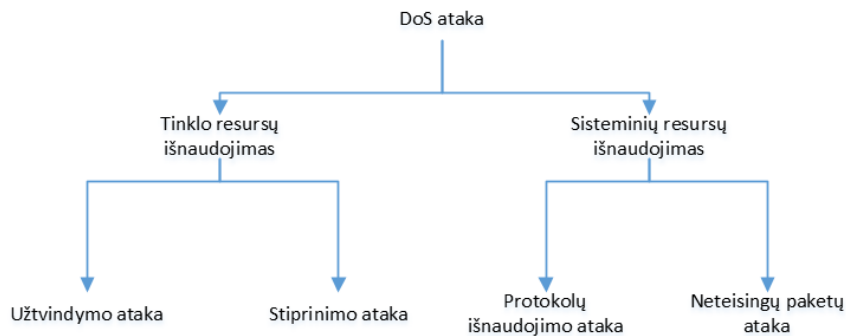 DoS ataka
Tinklo resursų
išnaudojimas
Sisteminių resursų
išnaudojimas
Užtvindymo ataka
Stiprinimo ataka
Protokolų
išnaudojimo ataka
Neteisingų paketų
ataka